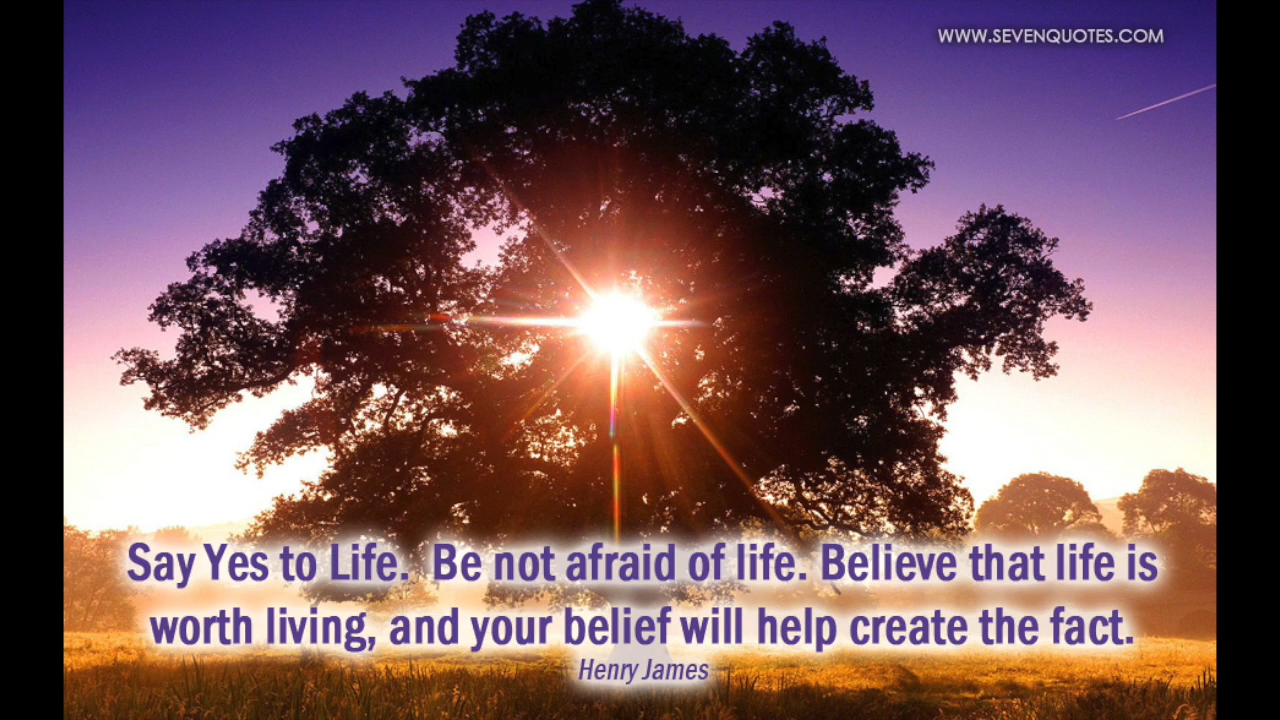 WWW.SEVENQUOTES.COM
Say Yes to Life.  Be not afraid of life. Believe that life is
worth living, and your belief will help create the fact.
Henry James